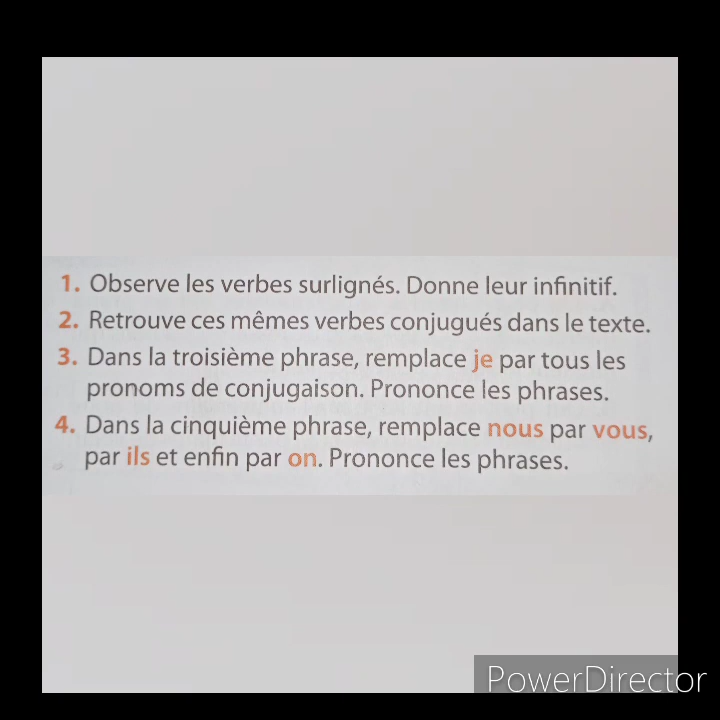 1. Observe les verbes surlignés. Donne leur infinitif.
2. Retrouve ces mêmes verbes conjugués dans le texte.
3. Dans la troisième phrase, remplace je par tous les
pronoms de conjugaison. Prononce les phrases.
4. Dans la cinquième phrase, remplace nous par vous,
par ils et enfin par on. Prononce les phrases.
PowerDirector